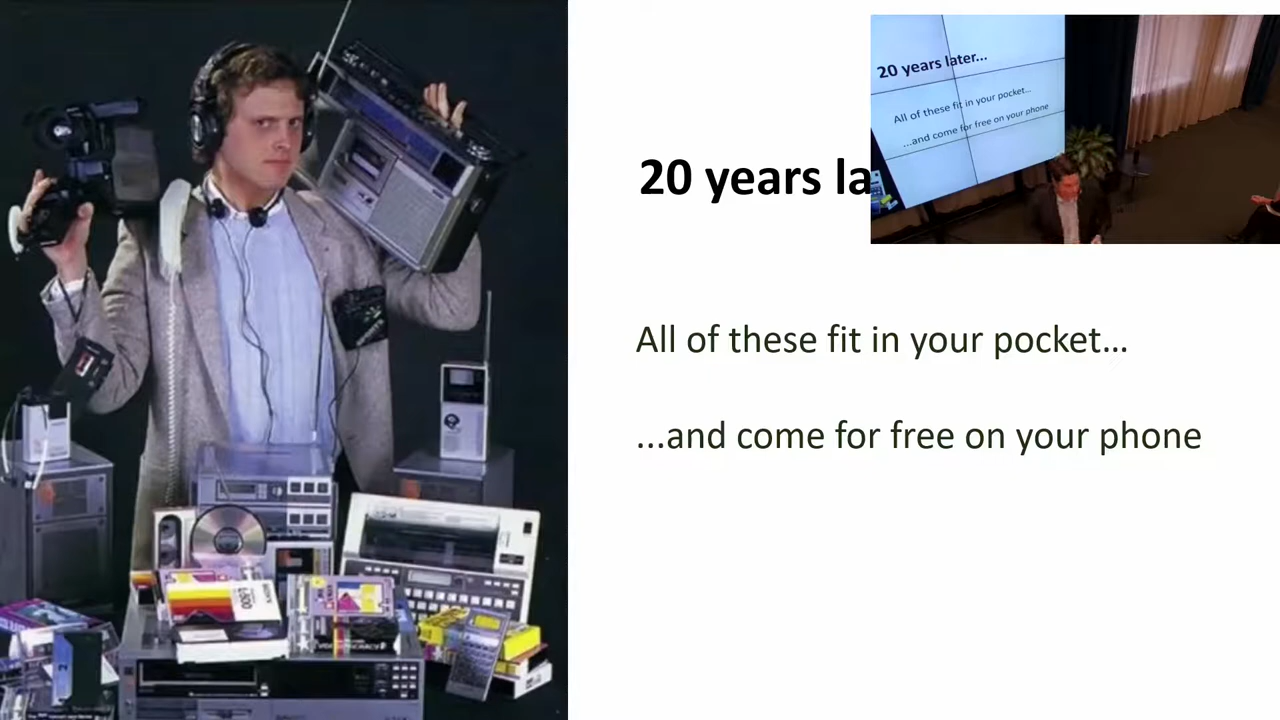 20 years la
All of these fit in your pocket...
...and come for free on your phone
20 years later...
All of these fit in your pocket...
...and come for free on your phone
L-500